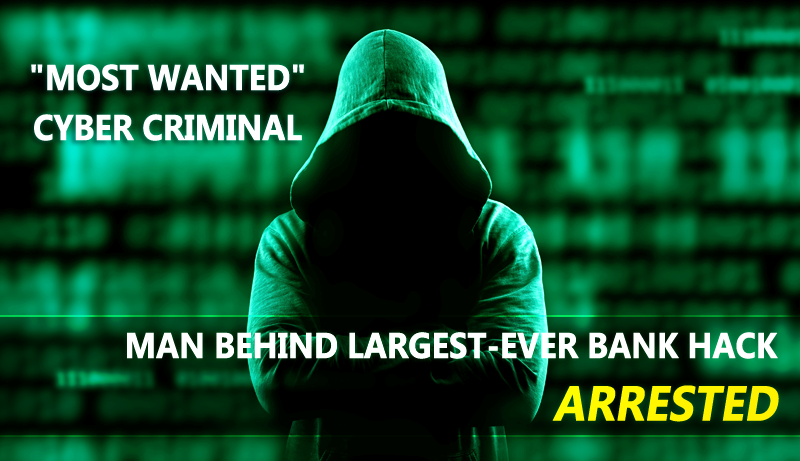 "MOST WANTED"
CYBER CRIMINAL
MAN BEHIND LARGEST-EVER BANK HACK
ARRESTED